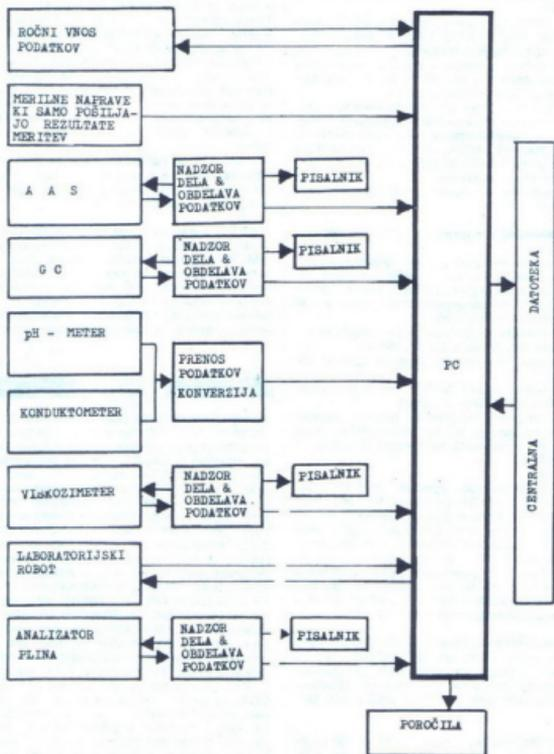 ROČNI VNOS
PODATKOV
MERILNE NAPRAVE
KI SAMO POŠILJA-
JO REZULTATE
MERITEV
A A S
NADZOR
DELA &
OBDELAVA
PODATKOV
PISALNIK
G C
NADZOR
DELA &
OBDELAVA
PODATKOV
PISALNIK
pH - METER
KONDUKTOMETER
PRENOS
PODATKOV
KONVERZIJA
VISKOZIMETER
NADZOR
DELA &
OBDELAVA
PODATKOV
PISALNIK
LABORATORIJSKI
ROBOT
ANALIZATOR
PLINA
NADZOR
DELA &
OBDELAVA
PODATKOV
PISALNIK
PC
CENTRALNA DATOTEKA
POROČILA